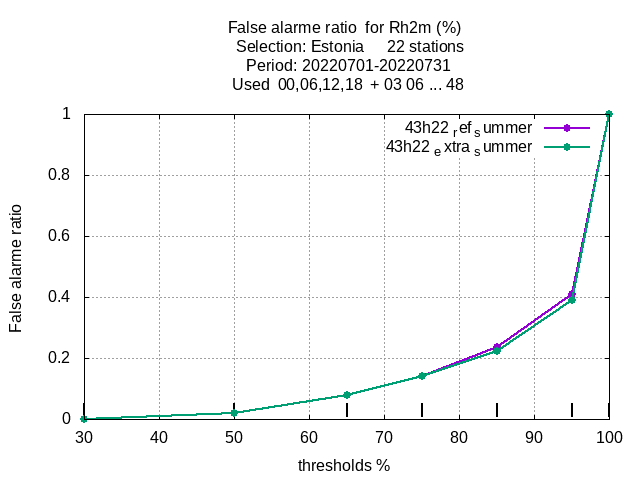 False alarme ratio  for Rh2m (%)
Selection: Estonia     22 stations
Period: 20220701-20220731
Used  00,06,12,18  + 03 06 ... 48
43h22 ref summer
43h22 extra summer
1
0.8
0.6
0.4
0.2
0
False alarme ratio
30 40 50 60 70 80 90 100
thresholds %